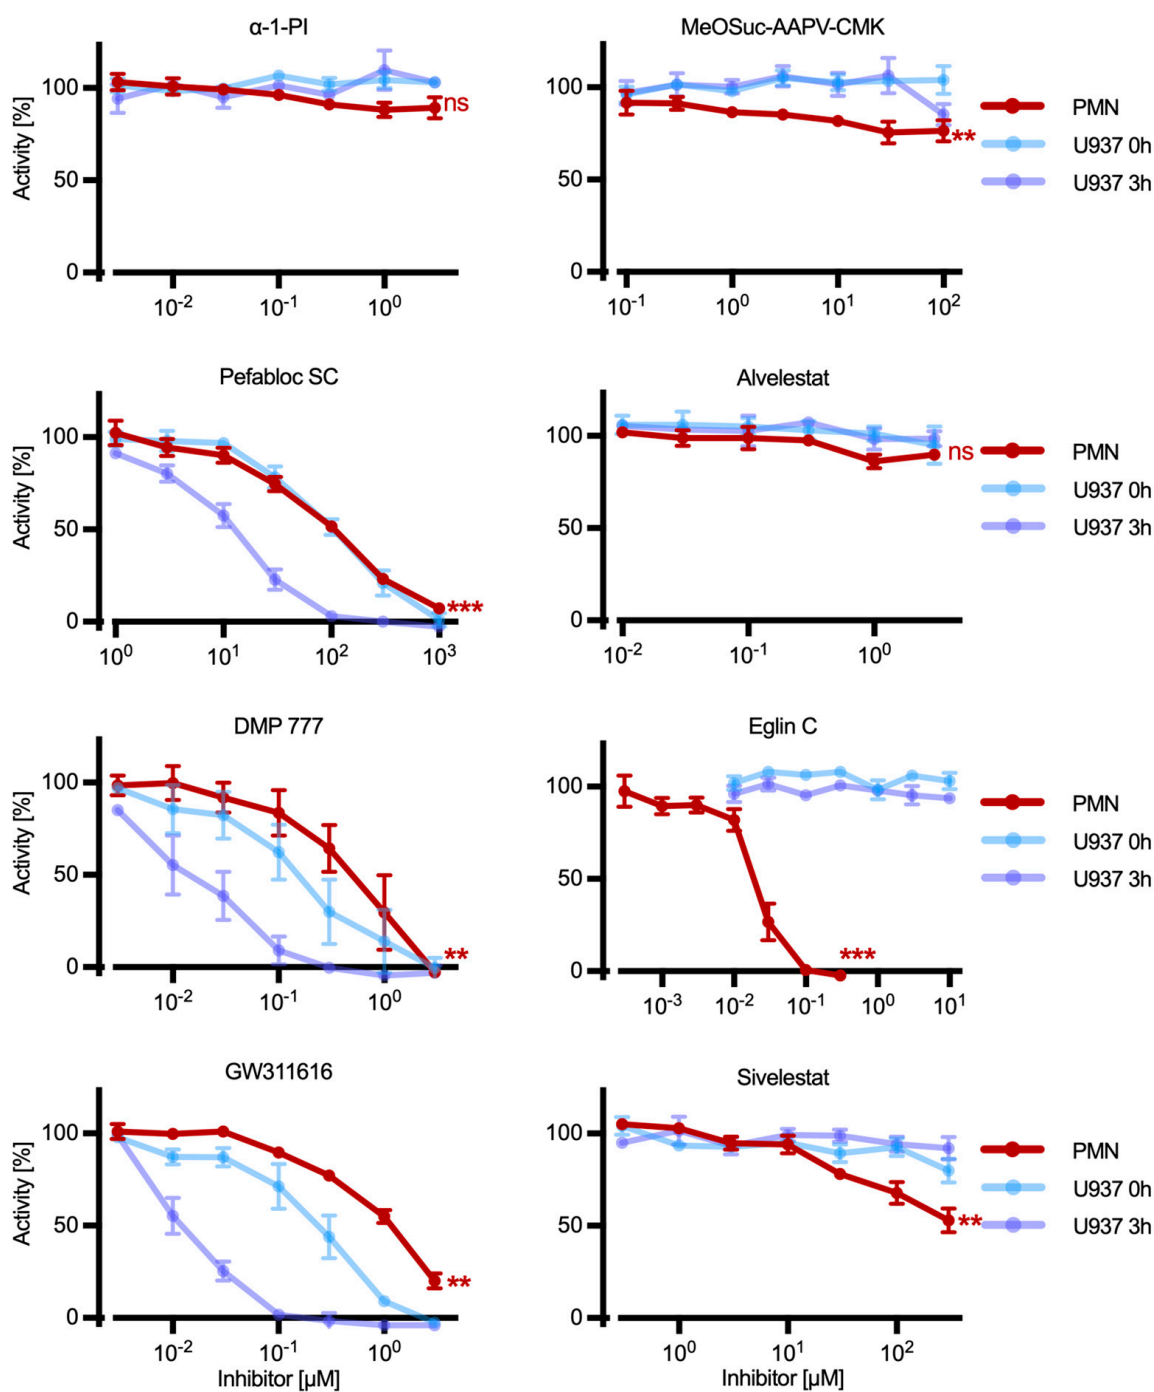 α-1-PI
Activity [%]
100
50
0
10-2
10-1
100
ns
MeOSuc-AAPV-CMK
100
50
0
10-1
100
101
102
**
PMN
U937 0h
U937 3h
Pefabloc SC
Activity [%]
100
50
0
100
101
102
103
***
Alvelestat
100
50
0
10-2
10-1
100
ns
PMN
U937 0h
U937 3h
DMP 777
Activity [%]
100
50
0
10-2
10-1
100
**
Eglin C
100
50
0
10-3
10-2
10-1
100
101
***
PMN
U937 0h
U937 3h
GW311616
Activity [%]
100
50
0
10-2
10-1
100
Inhibitor [µM]
**
Sivelestat
100
50
0
100
101
102
Inhibitor [µM]
**
PMN
U937 0h
U937 3h